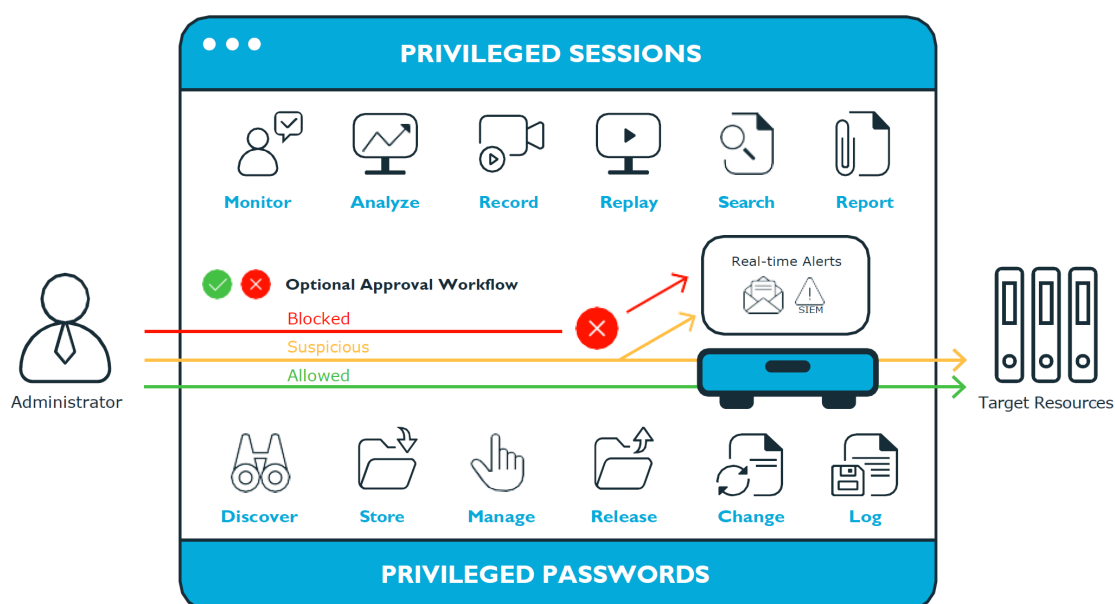 PRIVILEGED SESSIONS
Monitor
Analyze
Record
Replay
Search
Report
Real-time Alerts
SIEM
Optional Approval Workflow
Blocked
Suspicious
Allowed
Administrator
Target Resources
Discover
Store
Manage
Release
Change
Log
PRIVILEGED PASSWORDS